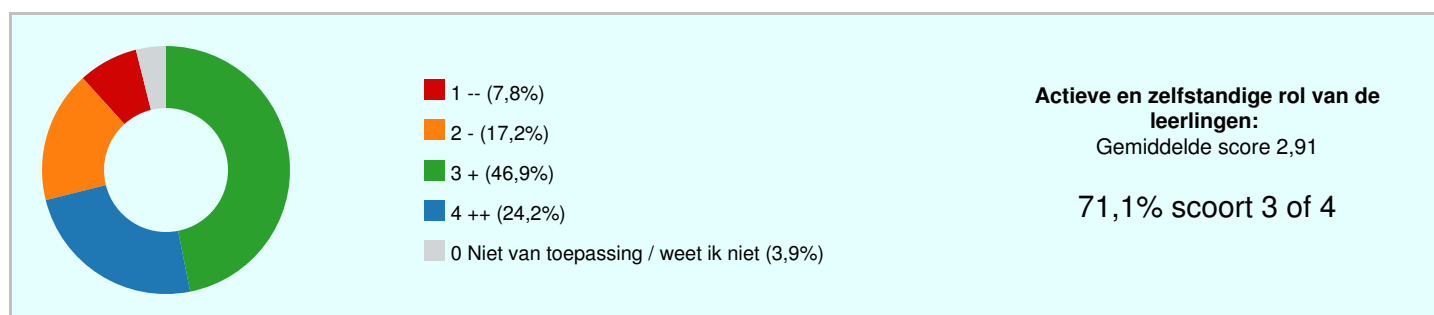 1 -- (7,8%)
2 - (17,2%)
3 + (46,9%)
4 ++ (24,2%)
0 Niet van toepassing / weet ik niet (3,9%)
Actieve en zelfstandige rol van de
leerlingen:
Gemiddelde score 2,91
71,1% scoort 3 of 4